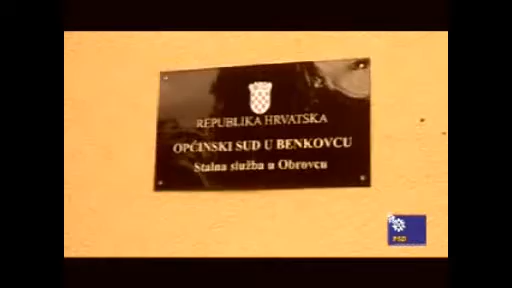 REPUBLIKA HRVATSKA
OPĆINSKI SUD U BENKOVCU
Stalna služba u Obrovcu
PSD